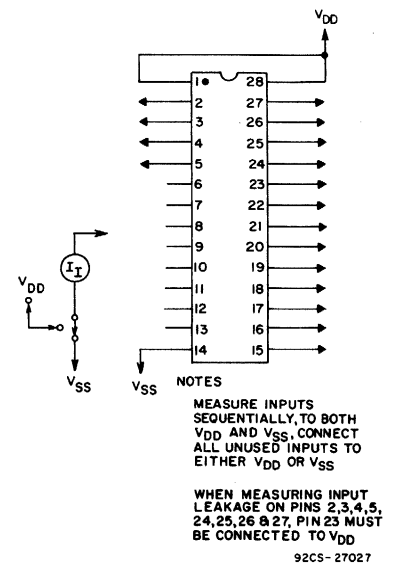 VDD
1 28
2 27
3 26
4 25
5 24
6 23
7 22
8 21
9 20
10 19
11 18
12 17
13 16
14 15
II
VDD
VSS
VSS
NOTES
MEASURE INPUTS
SEQUENTIALLY, TO BOTH
VDD AND VSS, CONNECT
ALL UNUSED INPUTS TO
EITHER VDD OR VSS
WHEN MEASURING INPUT
LEAKAGE ON PINS 2,3,4,5,
24,25,26 & 27, PIN 23 MUST
BE CONNECTED TO VDD
92CS-27027